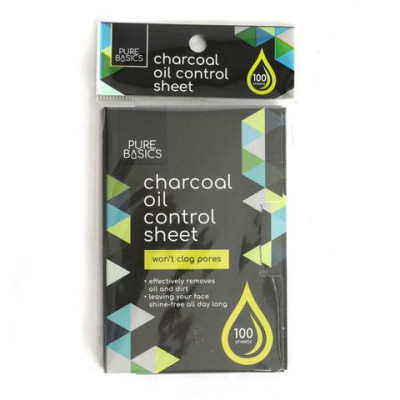 PURE
BASICS
charcoal
oil control
sheet
100
sheets
PURE
BASICS
charcoal
oil
control
sheet
won't clog pores
• effectively removes
oil and dirt
• leaving your face
shine-free all day long
100
sheets